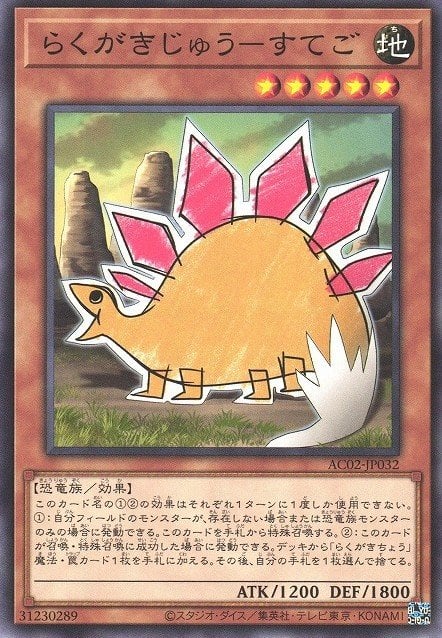 らくがきじゅう－すてご
地
AC02-JP032
【恐竜族／効果】
このカード名の①②の効果はそれぞれ１ターンに１度しか使用できない。
①：自分フィールドのモンスターが、存在しない場合または恐竜族モンスター
のみの場合に発動できる。このカードを手札から特殊召喚する。②：このカード
が召喚・特殊召喚に成功した場合に発動できる。デッキから「らくがきちょう」
魔法・罠カード１枚を手札に加える。その後、自分の手札を１枚選んで捨てる。
ATK/1200 DEF/1800
31230289 ©スタジオ・ダイス／集英社・テレビ東京・KONAMI